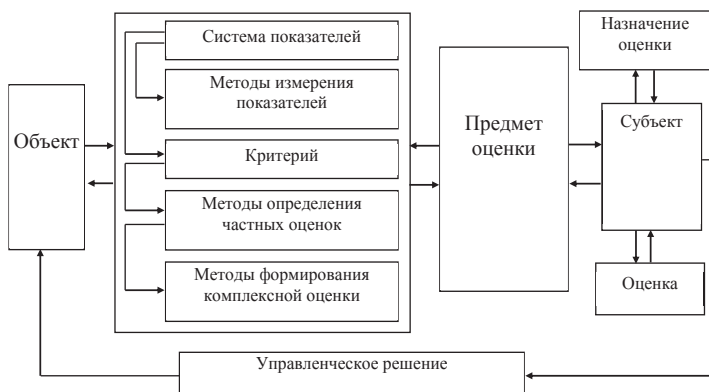 Объект
Система показателей
Методы измерения
показателей
Критерий
Методы определения
частных оценок
Методы формирования
комплексной оценки
Предмет
оценки
Назначение
оценки
Субъект
Оценка
Управленческое решение